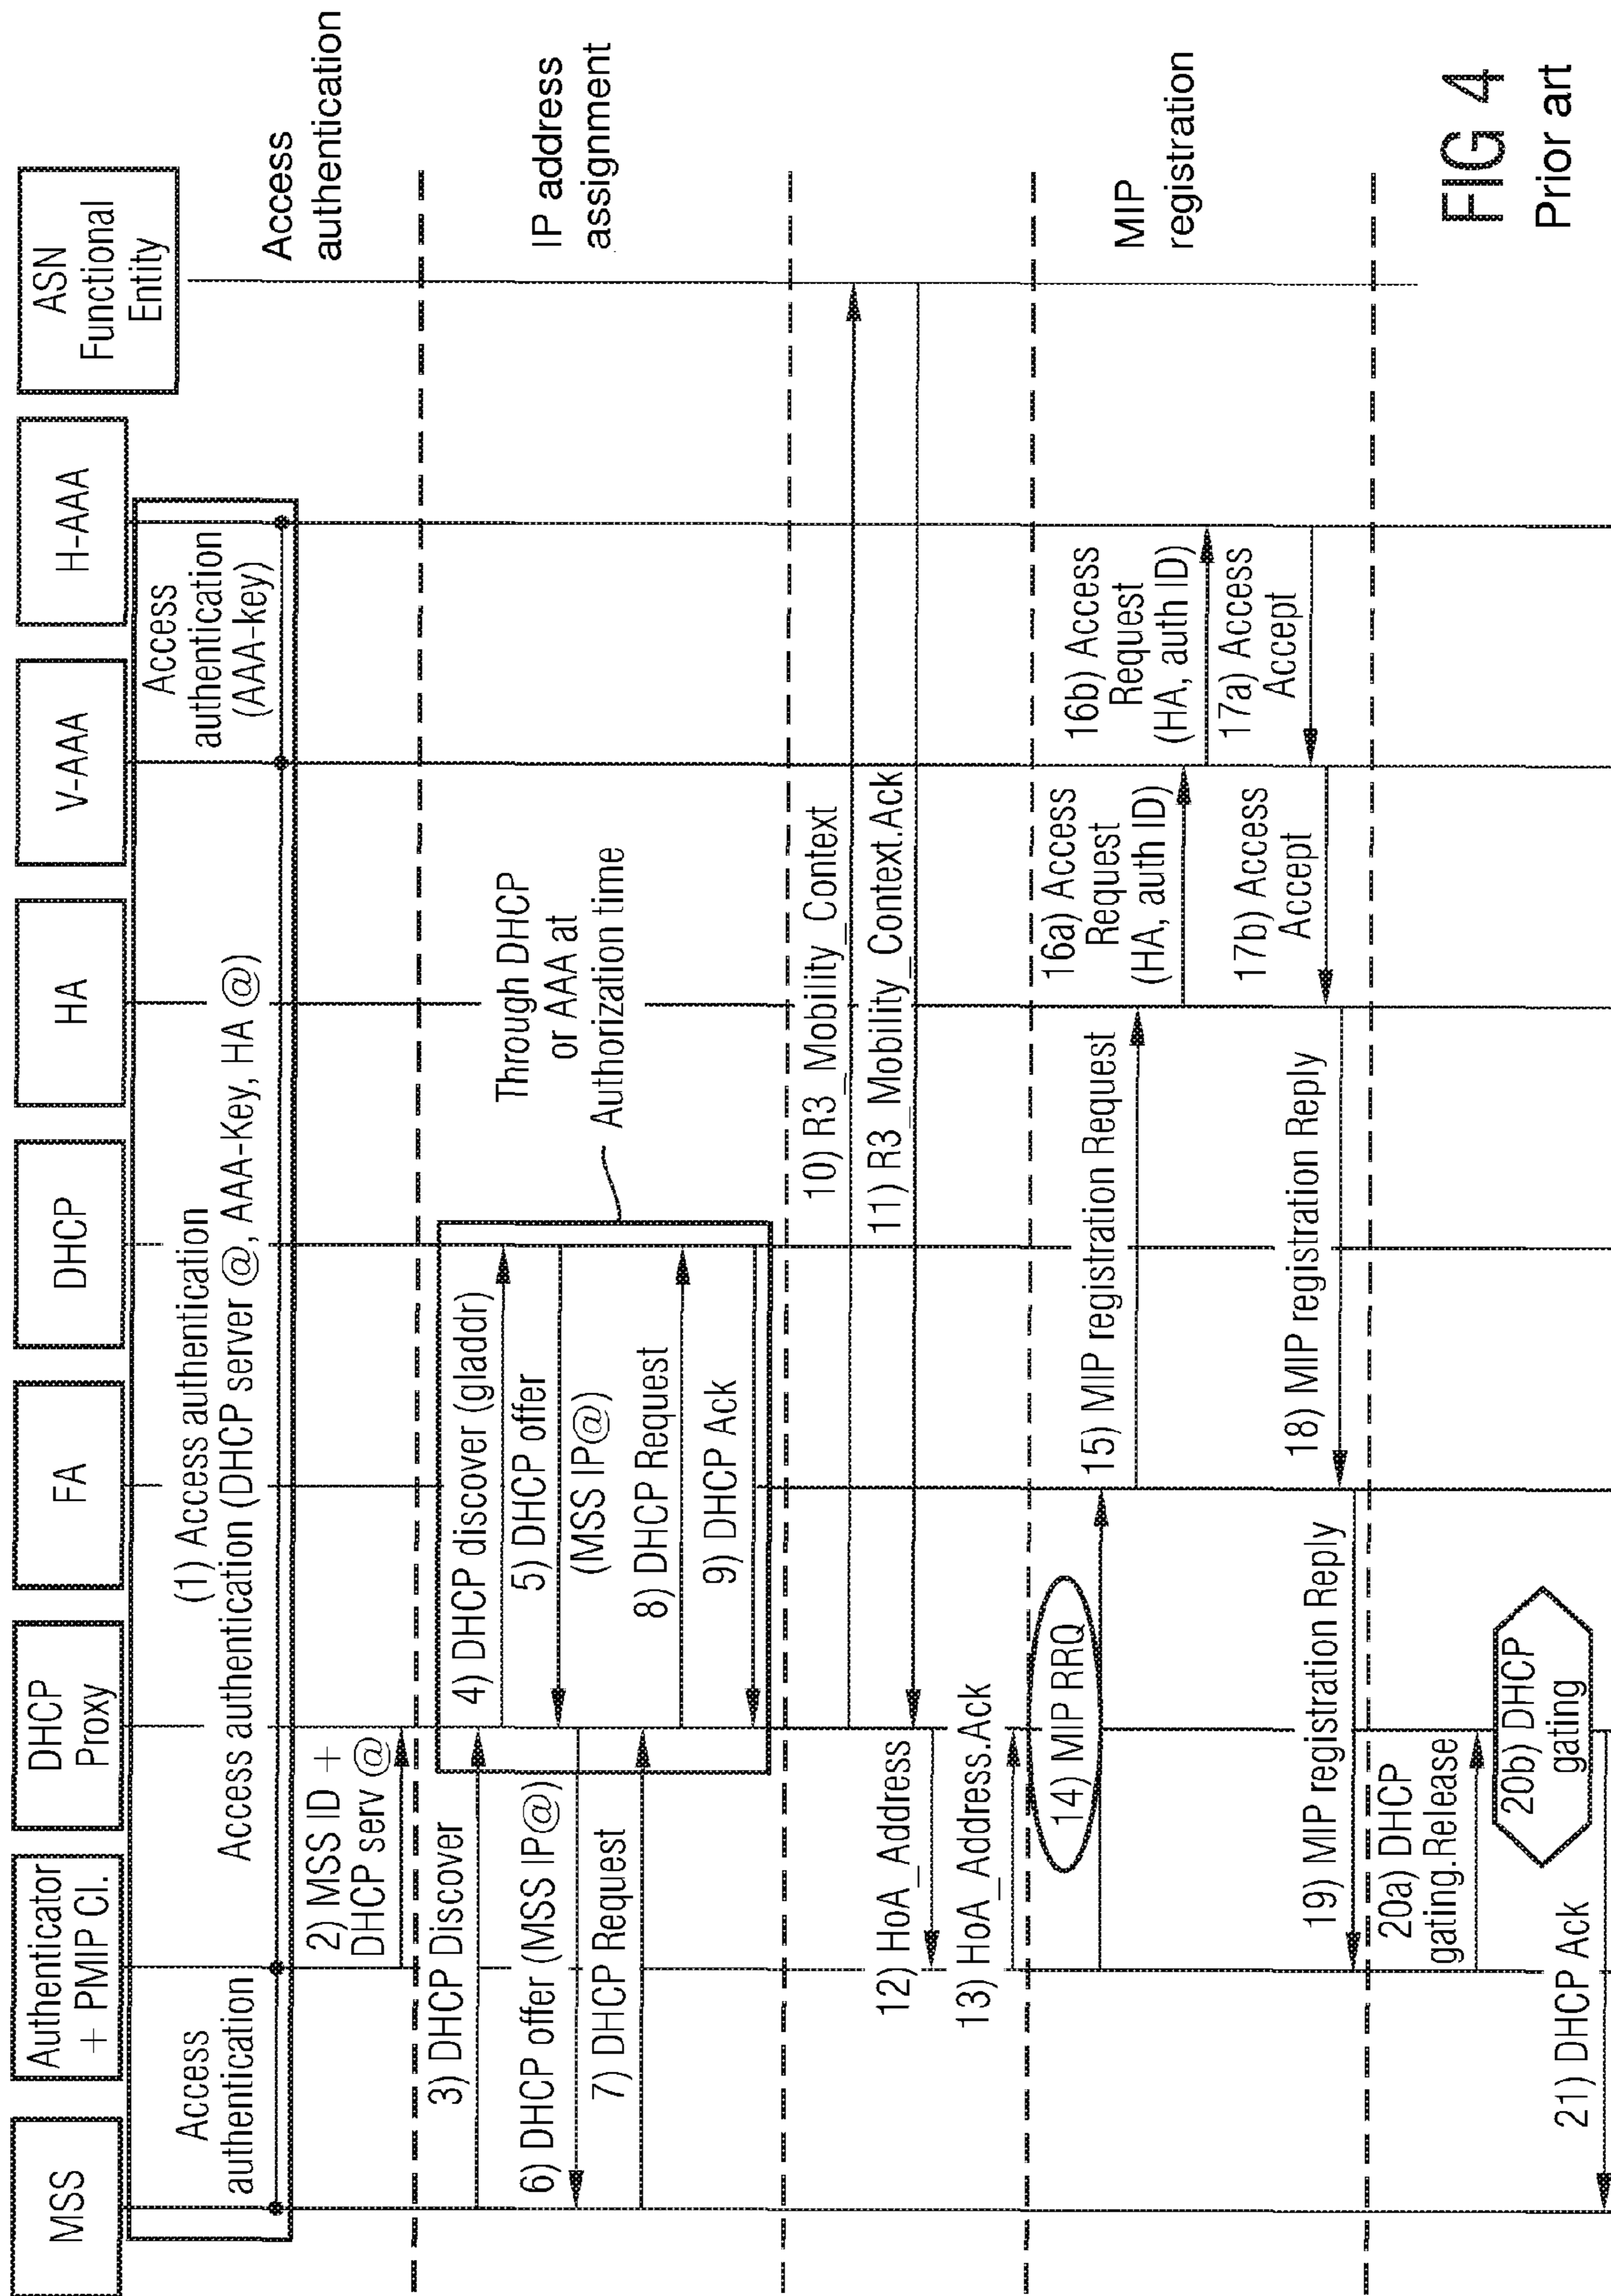 MSS
Authenticator
+ PMIP Cl.
DHCP
Proxy
FA
DHCP
HA
V-AAA
H-AAA
ASN
Functional
Entity
Access
authentication
(1) Access authentication
Access authentication (DHCP server @, AAA-Key, HA @)
Access
authentication
(AAA-key)
Access
authentication
2) MSS ID +
DHCP serv @
3) DHCP Discover
4) DHCP discover (gladdr)
5) DHCP offer
(MSS IP@)
6) DHCP offer (MSS IP@)
7) DHCP Request
8) DHCP Request
9) DHCP Ack
Through DHCP
or AAA at
Authorization time
IP address
assignment
10) R3_Mobility_Context
11) R3_Mobility_Context.Ack
12) HoA_Address
13) HoA_Address.Ack
14) MIP RRQ
15) MIP registration Request
16a) Access
Request
(HA, auth ID)
16b) Access
Request
(HA, auth ID)
17a) Access
Accept
17b) Access
Accept
18) MIP registration Reply
19) MIP registration Reply
MIP
registration
20a) DHCP
gating.Release
20b) DHCP
gating
21) DHCP Ack
FIG 4
Prior art